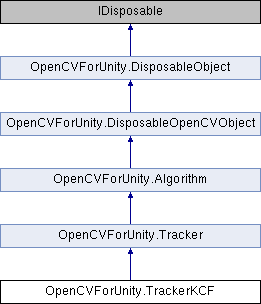 IDisposable
OpenCVForUnity.DisposableObject
OpenCVForUnity.DisposableOpenCVObject
OpenCVForUnity.Algorithm
OpenCVForUnity.Tracker
OpenCVForUnity.TrackerKCF